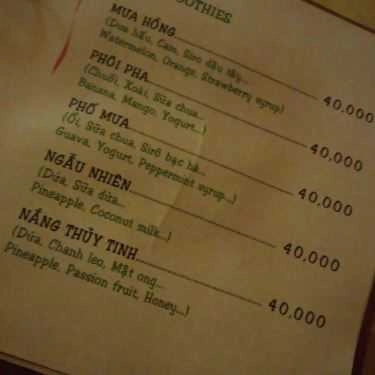 OOTHIES
MƯA HỒNG 40,000
(Dưa hấu, Cam, Siro dâu tây...
Watermelon, Orange, Strawberry syrup)
PHÔI PHA 40,000
(Chuối, Xoài, Sữa chua...
Banana, Mango, Yogurt...)
PHỐ MƯA 40,000
(Ổi, Sữa chua, Sirô bạc hà...
Guava, Yogurt, Peppermint syrup...)
NGẪU NHIÊN 40,000
(Dứa, Sữa dừa...
Pineapple, Coconut milk...)
NẮNG THỦY TINH 40,000
(Dứa, Chanh leo, Mật ong...
Pineapple, Passion fruit, Honey...)